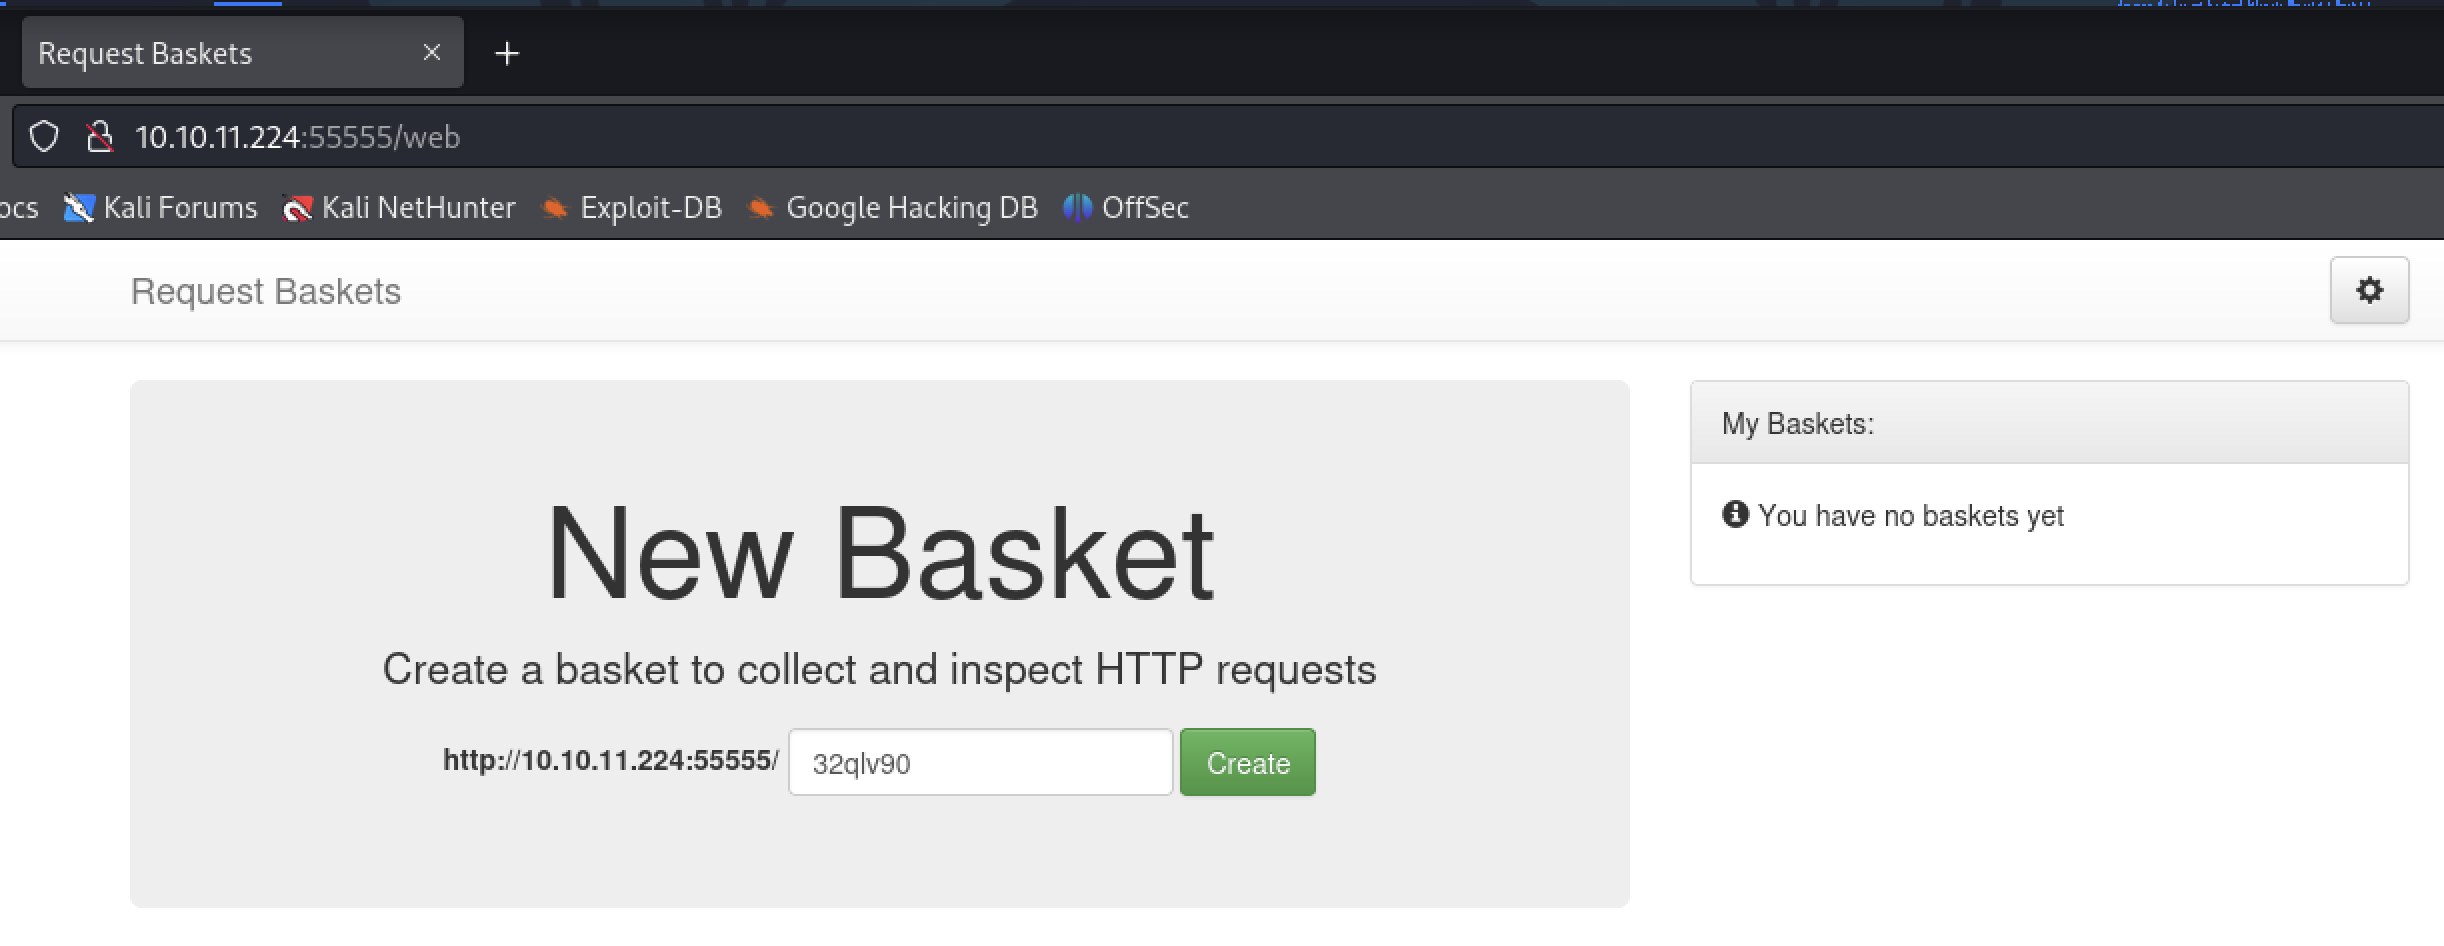 Request Baskets
10.10.11.224:55555/web
ocs Kali Forums Kali NetHunter Exploit-DB Google Hacking DB OffSec
Request Baskets
New Basket
Create a basket to collect and inspect HTTP requests
http://10.10.11.224:55555/ 32qlv90 Create
My Baskets:
You have no baskets yet